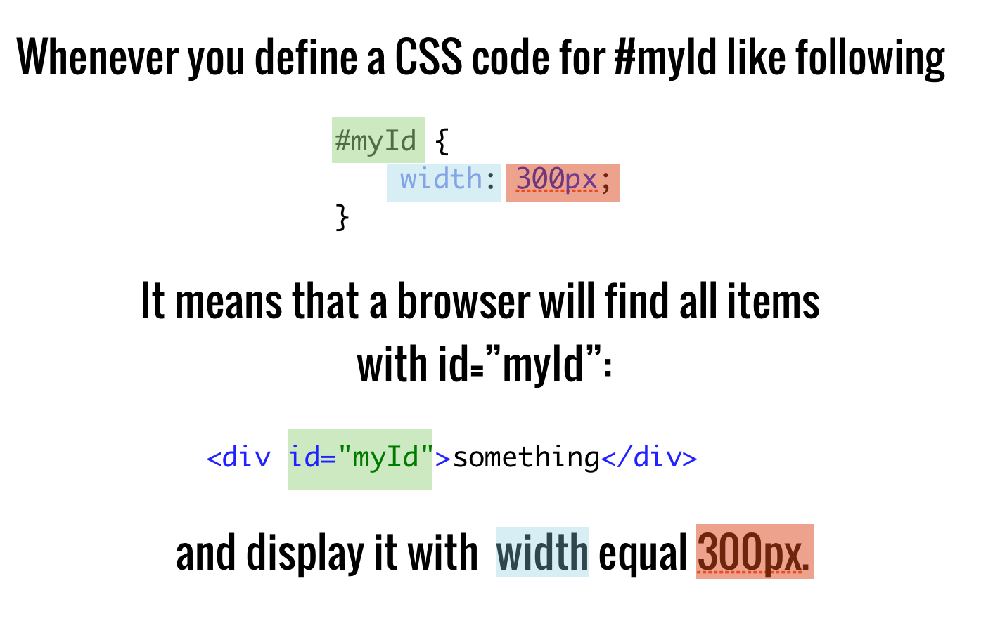 Whenever you define a CSS code for #myId like following
#myId {
width: 300px;
}
It means that a browser will find all items
with id=”myId”:
<div id="myId">something</div>
and display it with width equal 300px.